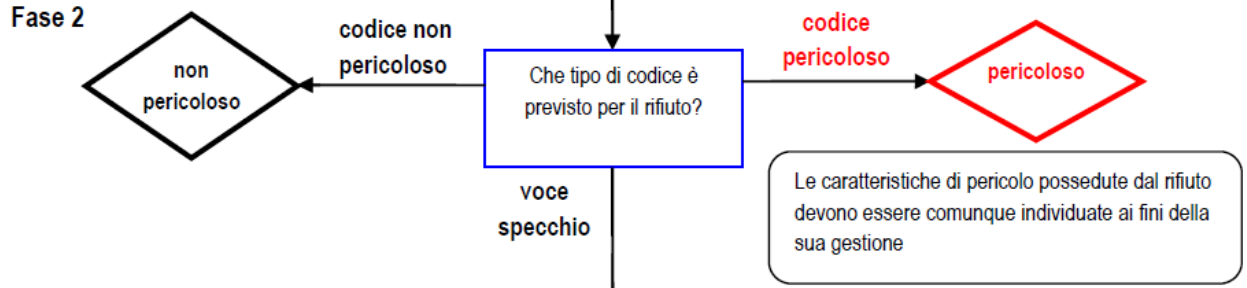 Fase 2
codice non
pericoloso
codice
pericoloso
non
pericoloso
Che tipo di codice è
previsto per il rifiuto?
pericoloso
voce
specchio
Le caratteristiche di pericolo possedute dal rifiuto
devono essere comunque individuate ai fini della
sua gestione